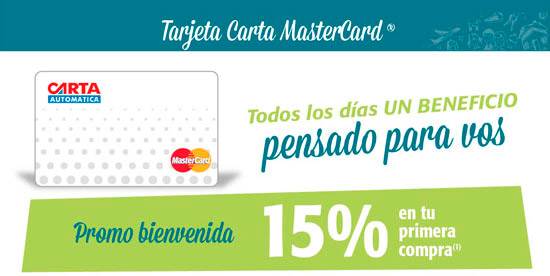 Tarjeta Carta MasterCard
CARTA
AUTOMATICA
MasterCard
Todos los días UN BENEFICIO
pensado para vos
Promo bienvenida
15%
en tu
primera
compra(1)